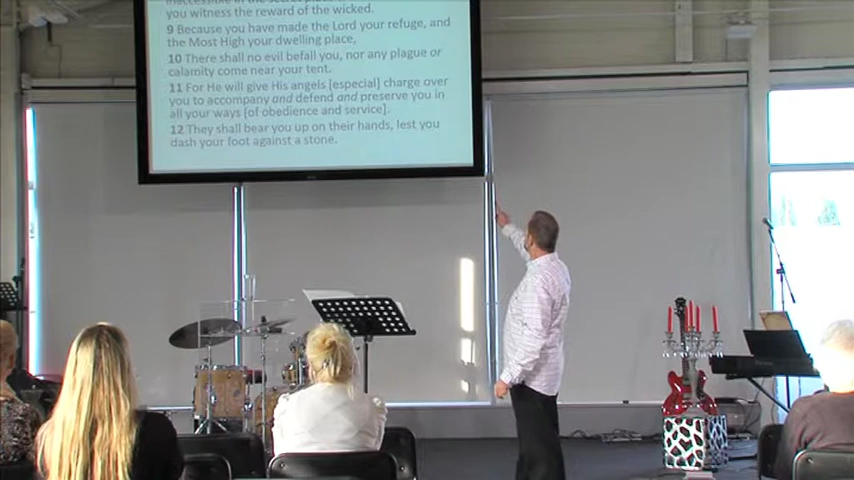 you witness the reward of the wicked.
9 Because you have made the Lord your refuge, and
the Most High your dwelling place,
10 There shall no evil befall you, nor any plague or
calamity come near your tent.
11 For He will give His angels [especial] charge over
you to accompany and defend and preserve you in
all your ways [of obedience and service].
12 They shall bear you up on their hands, lest you
dash your foot against a stone.